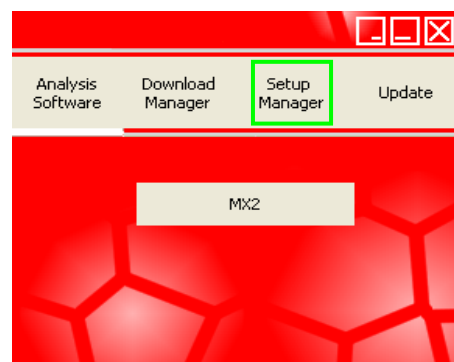 Analysis
Software
Download
Manager
Setup
Manager
Update
MX2